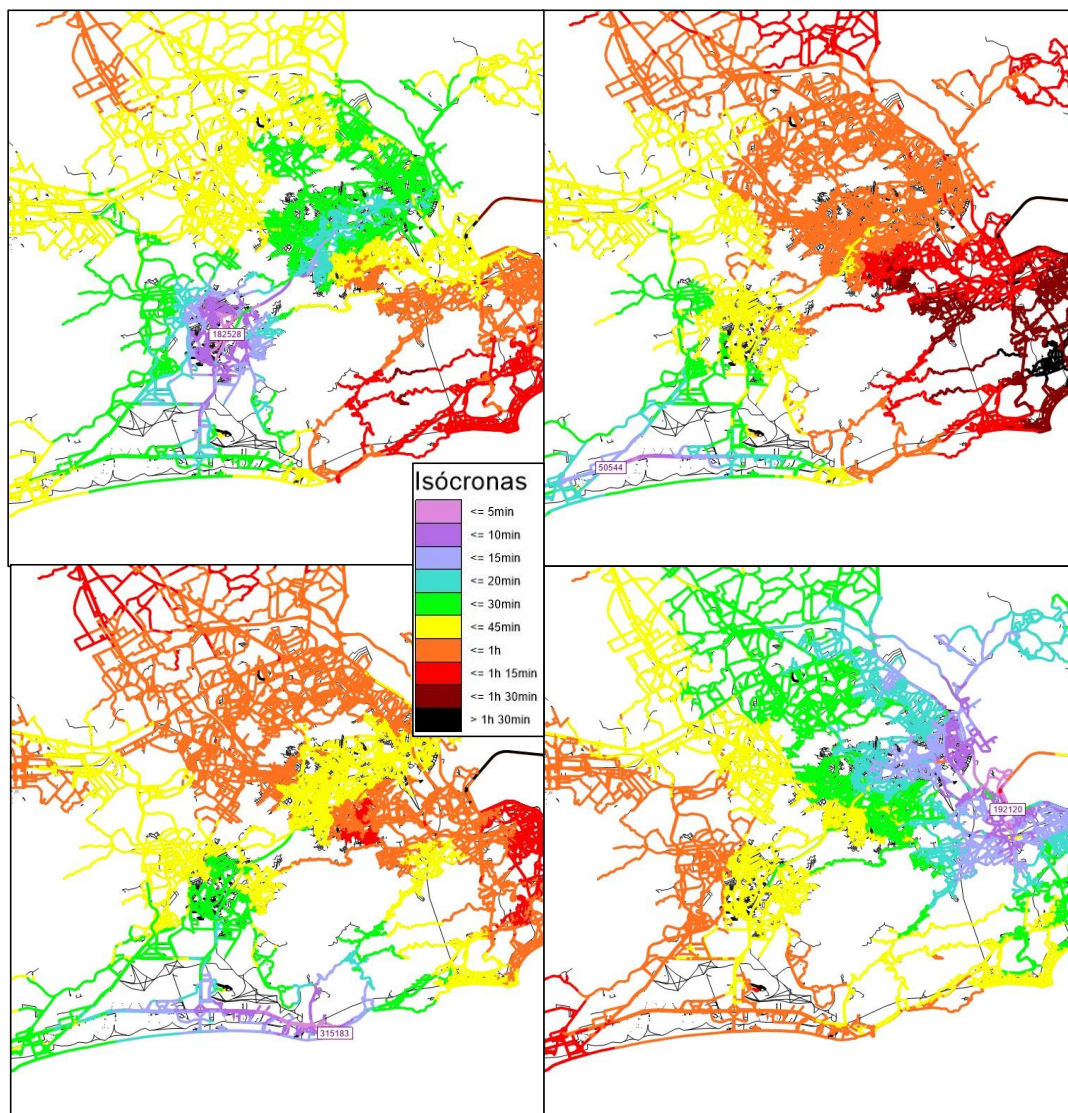 182528
50544
Isócronas
<= 5min
<= 10min
<= 15min
<= 20min
<= 30min
<= 45min
<= 1h
<= 1h 15min
<= 1h 30min
> 1h 30min
315183
192120